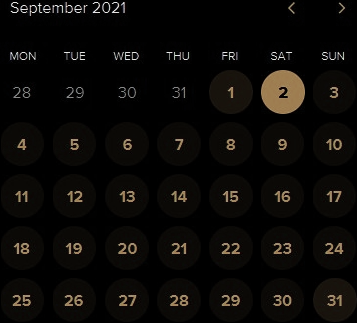 September 2021
MON TUE WED THU FRI SAT SUN
28 29 30 31 1 2 3
4 5 6 7 8 9 10
11 12 13 14 15 16 17
18 19 20 21 22 23 24
25 26 27 28 29 30 31